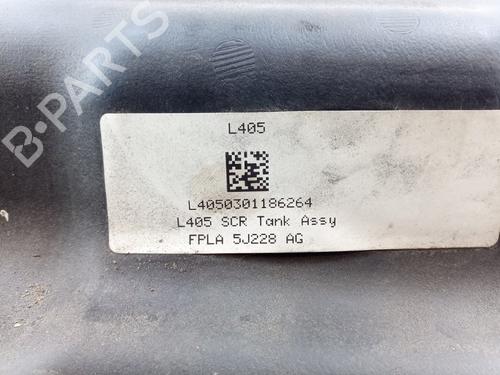 B-PARTS
L405
L4050301186264
L405 SCR Tank Assy
FPLA 5J228 AG